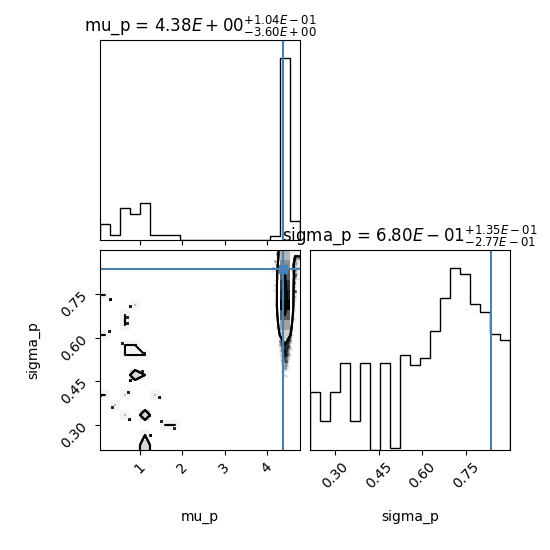 mu_p = 4.38E+00+1.04E−01 −3.60E+00
sigma_p = 6.80E−01+1.35E−01 −2.77E−01
0.75
0.60
0.45
0.30
sigma_p
1 2 3 4
mu_p
0.30 0.45 0.60 0.75
sigma_p